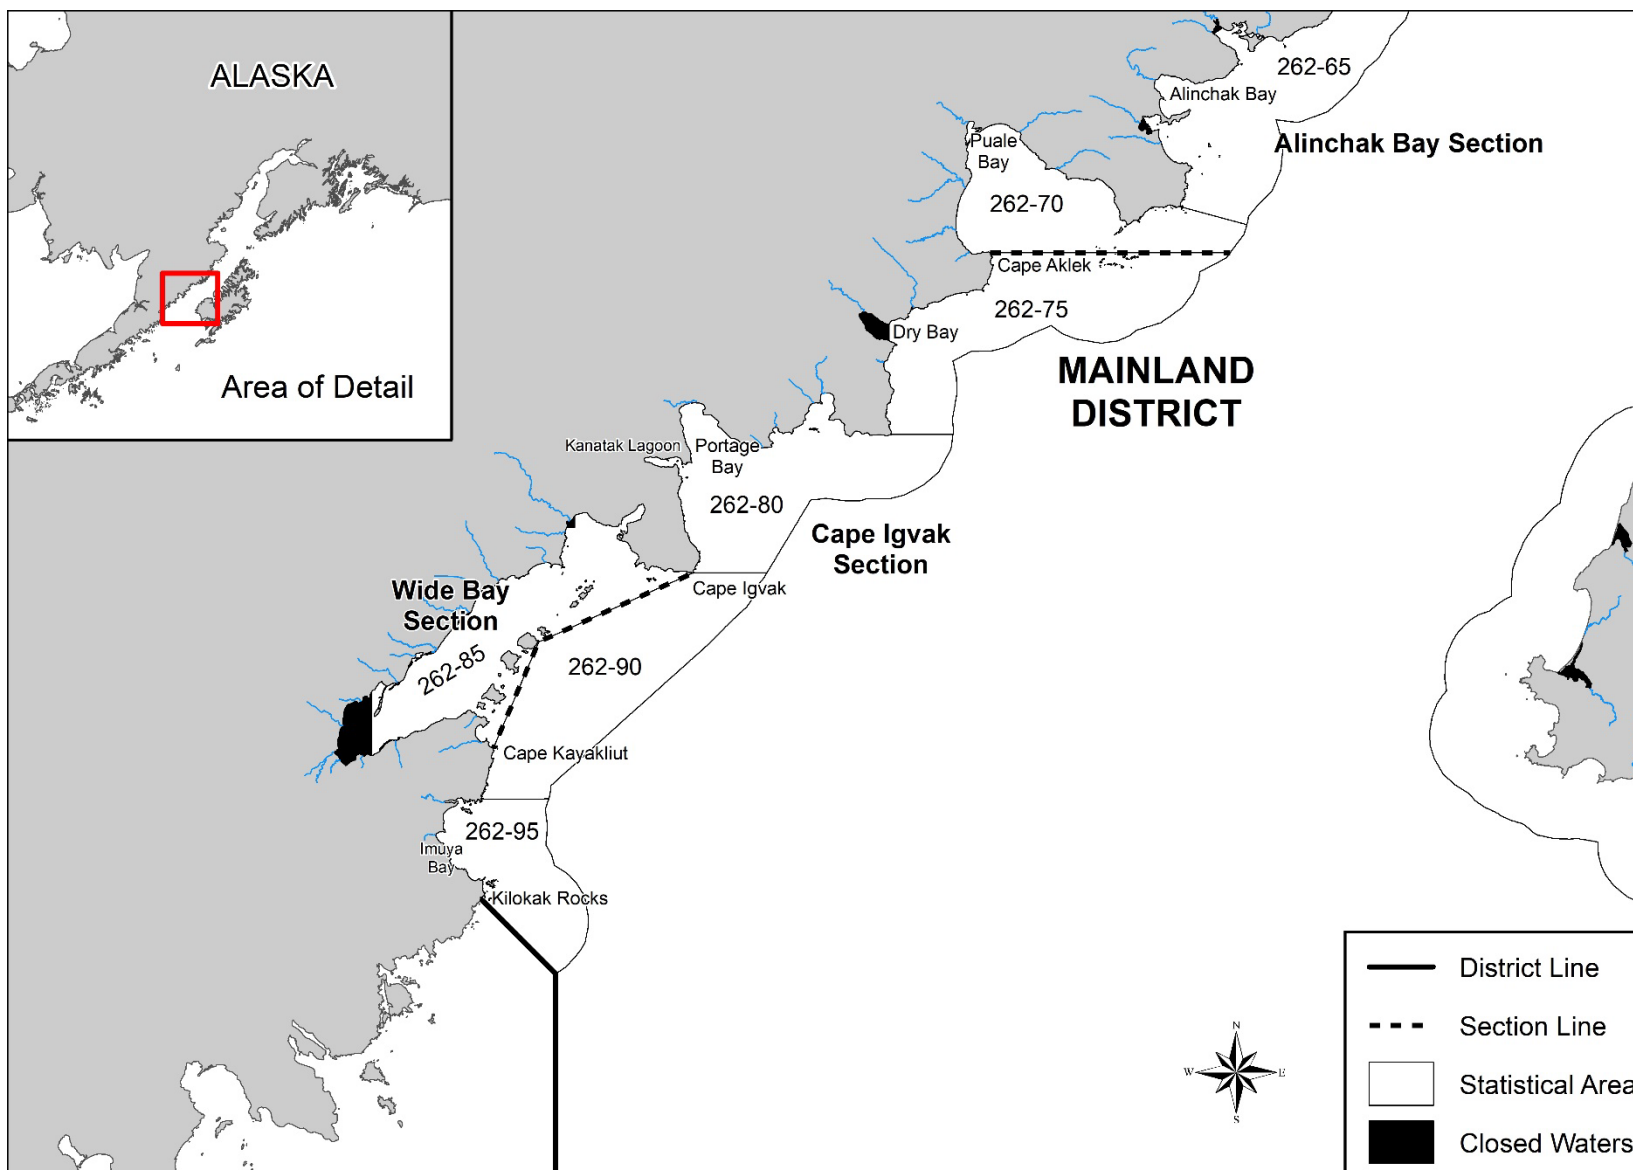 ALASKA
Area of Detail
262-65
Alinchak Bay
Alinchak Bay Section
Puale
Bay
262-70
Cape Aklek
262-75
Dry Bay
MAINLAND
DISTRICT
Kanatak Lagoon
Portage
Bay
262-80
Cape Igvak
Section
Wide Bay
Section
Cape Igvak
262-85
262-90
Cape Kayakliut
262-95
Imuya
Bay
Kilokak Rocks
N
W
E
S
District Line
Section Line
Statistical Area
Closed Waters